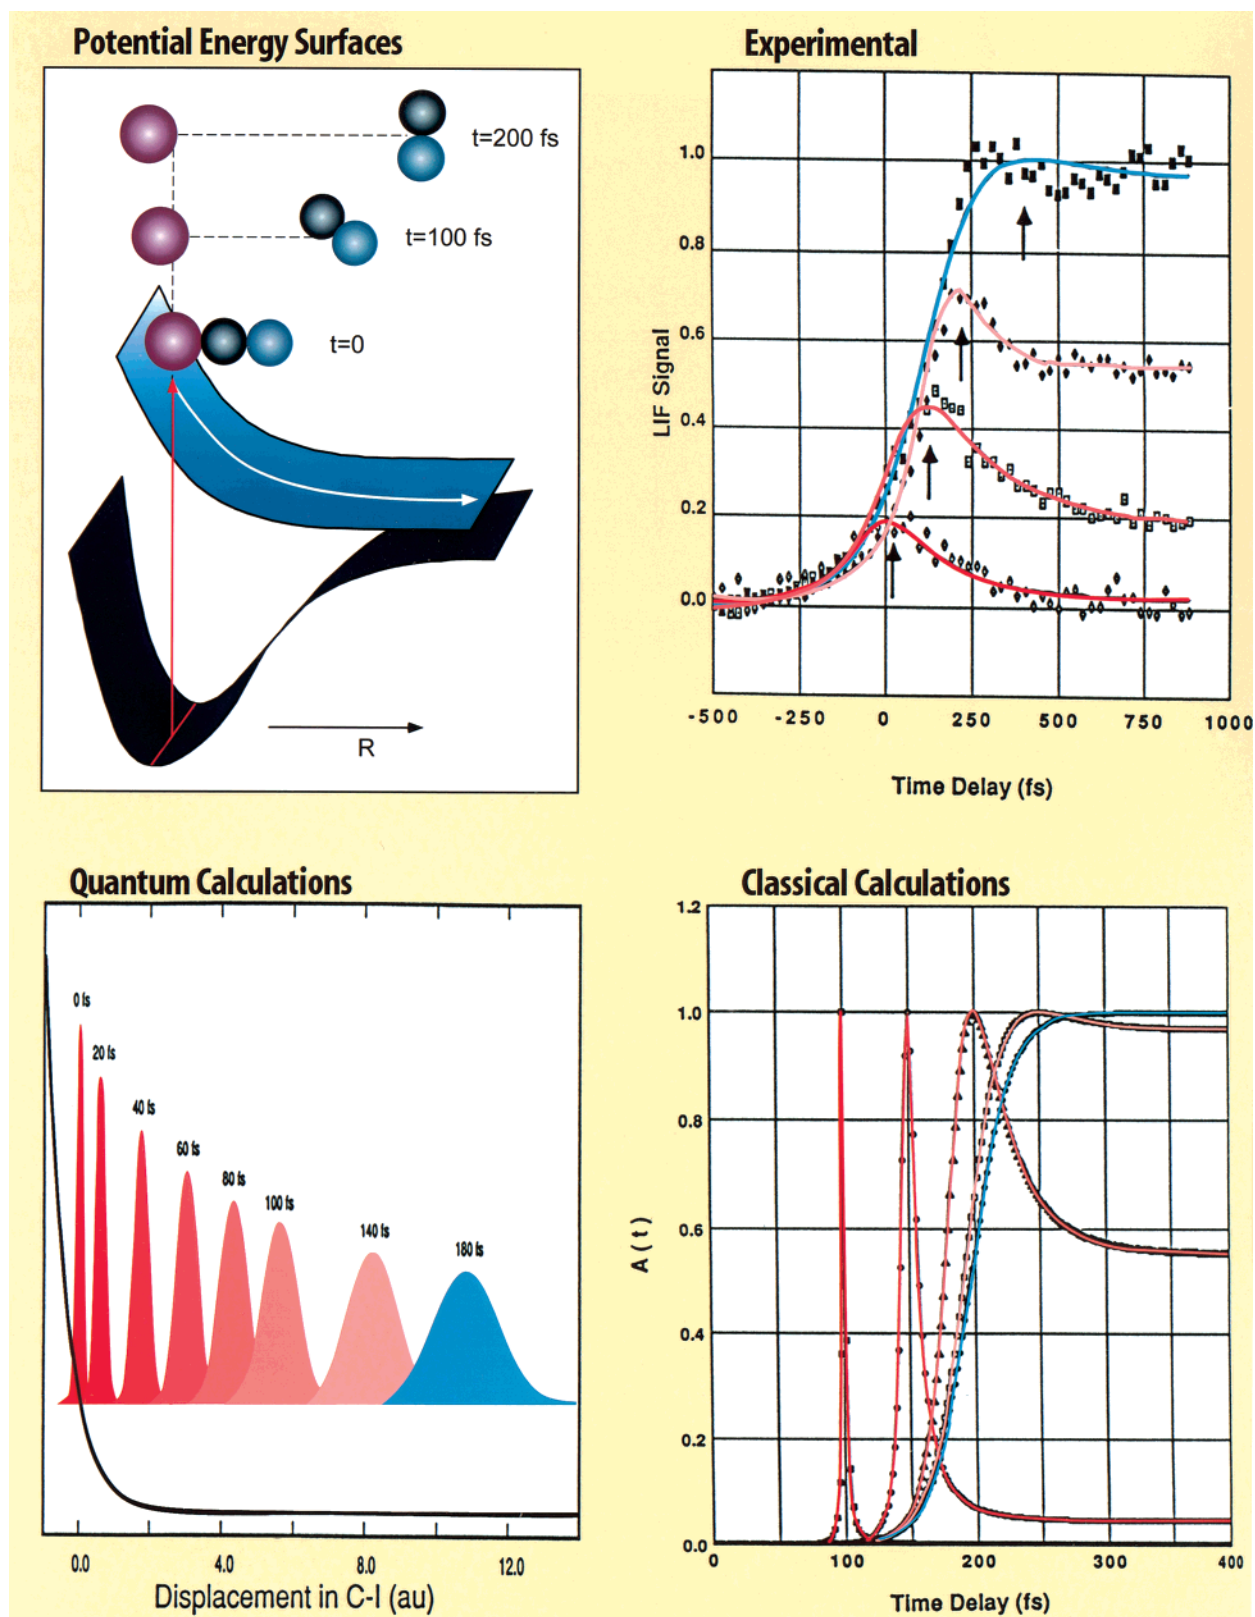 Potential Energy Surfaces
t=200 fs
t=100 fs
t=0
R
Experimental
1.0
0.8
0.6
0.4
0.2
0.0
LIF Signal
-500 -250 0 250 500 750 1000
Time Delay (fs)
Quantum Calculations
0 fs
20 fs
40 fs
60 fs
80 fs
100 fs
140 fs
180 fs
0.0 4.0 8.0 12.0
Displacement in C-I (au)
Classical Calculations
1.2
1.0
0.8
0.6
0.4
0.2
0.0
A(t)
0 100 200 300 400
Time Delay (fs)